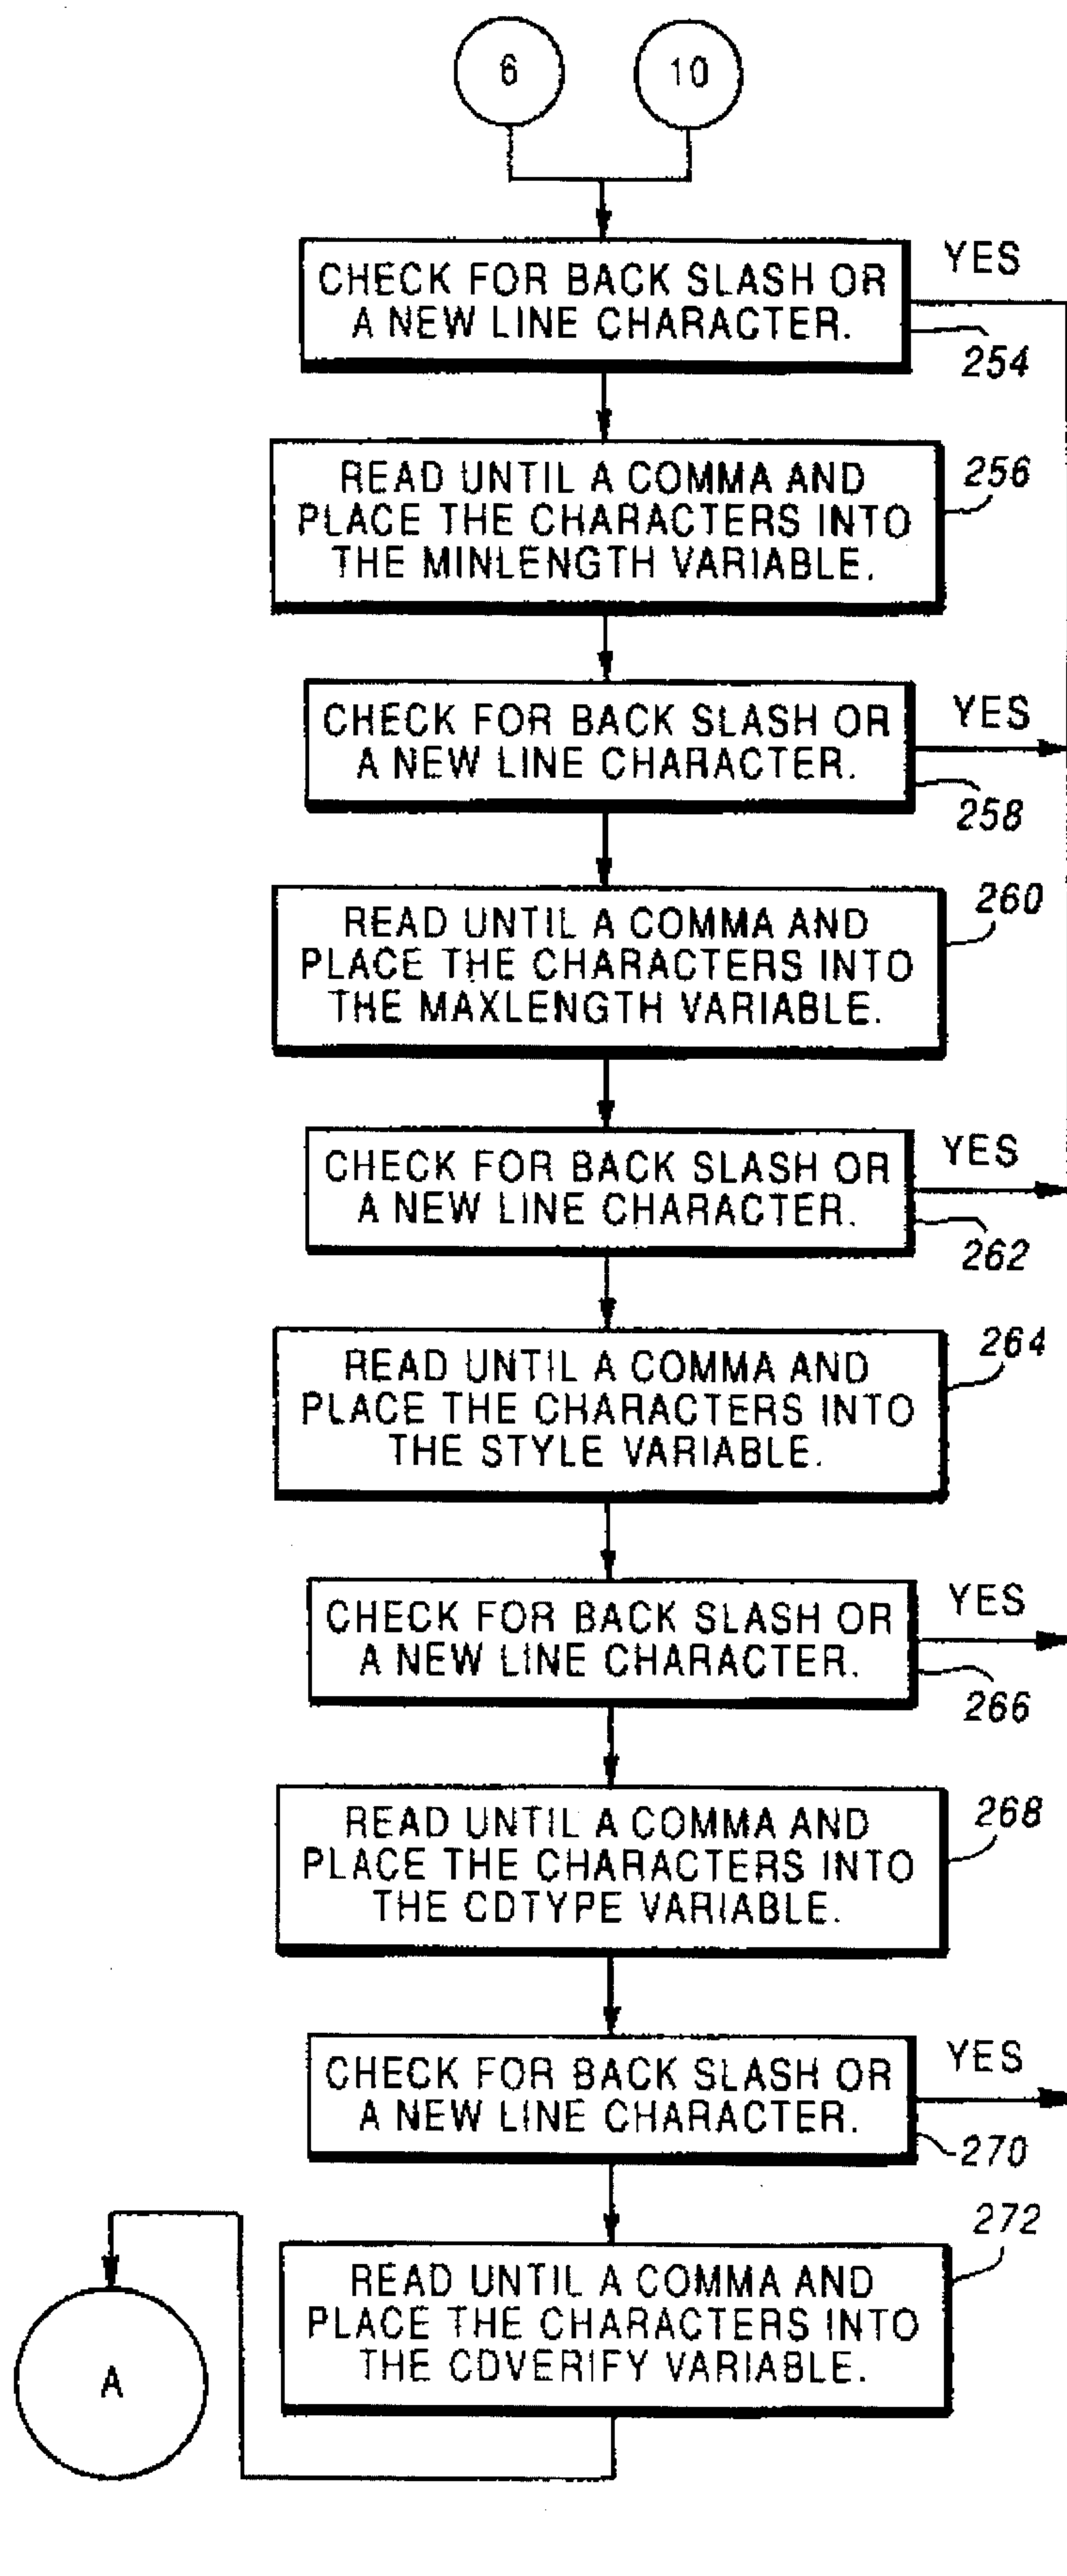 6
10
CHECK FOR BACK SLASH OR
A NEW LINE CHARACTER.
YES
254
READ UNTIL A COMMA AND
PLACE THE CHARACTERS INTO
THE MINLENGTH VARIABLE.
256
CHECK FOR BACK SLASH OR
A NEW LINE CHARACTER.
YES
258
READ UNTIL A COMMA AND
PLACE THE CHARACTERS INTO
THE MAXLENGTH VARIABLE.
260
CHECK FOR BACK SLASH OR
A NEW LINE CHARACTER.
YES
262
READ UNTIL A COMMA AND
PLACE THE CHARACTERS INTO
THE STYLE VARIABLE.
264
CHECK FOR BACK SLASH OR
A NEW LINE CHARACTER.
YES
266
READ UNTIL A COMMA AND
PLACE THE CHARACTERS INTO
THE CDTYPE VARIABLE.
268
CHECK FOR BACK SLASH OR
A NEW LINE CHARACTER.
YES
270
READ UNTIL A COMMA AND
PLACE THE CHARACTERS INTO
THE CDVERIFY VARIABLE.
272
A